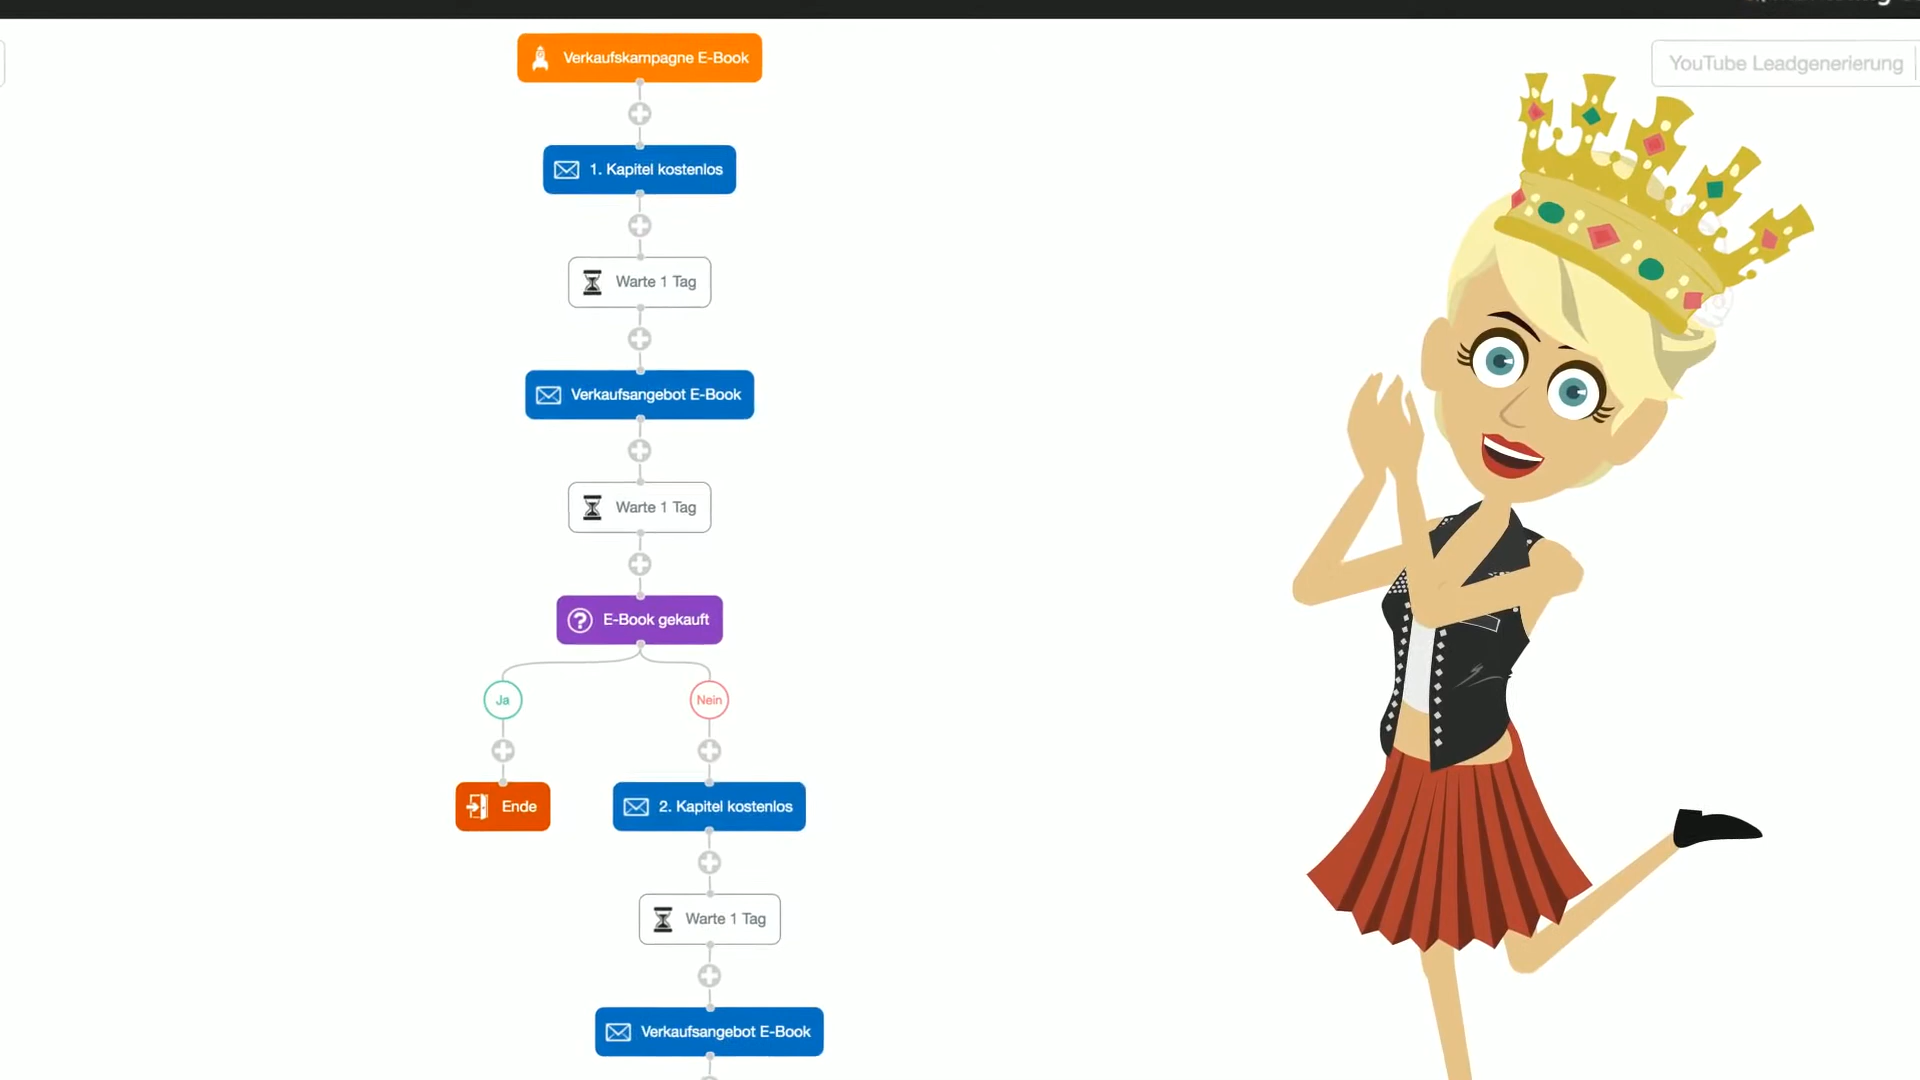 Verkaufskampagne E-Book
YouTube Leadgenerierung
1. Kapitel kostenlos
Warte 1 Tag
Verkaufsangebot E-Book
Warte 1 Tag
E-Book gekauft
Ja
Nein
Ende
2. Kapitel kostenlos
Warte 1 Tag
Verkaufsangebot E-Book